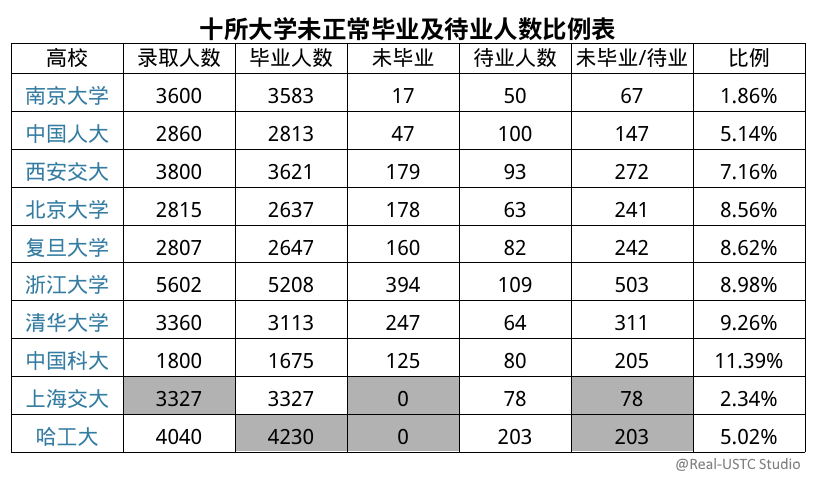 十所大学未正常毕业及待业人数比例表
高校 录取人数 毕业人数 未毕业 待业人数 未毕业/待业 比例
南京大学 3600 3583 17 50 67 1.86%
中国人大 2860 2813 47 100 147 5.14%
西安交大 3800 3621 179 93 272 7.16%
北京大学 2815 2637 178 63 241 8.56%
复旦大学 2807 2647 160 82 242 8.62%
浙江大学 5602 5208 394 109 503 8.98%
清华大学 3360 3113 247 64 311 9.26%
中国科大 1800 1675 125 80 205 11.39%
上海交大 3327 3327 0 78 78 2.34%
哈工大 4040 4230 0 203 203 5.02%
@Real-USTC Studio